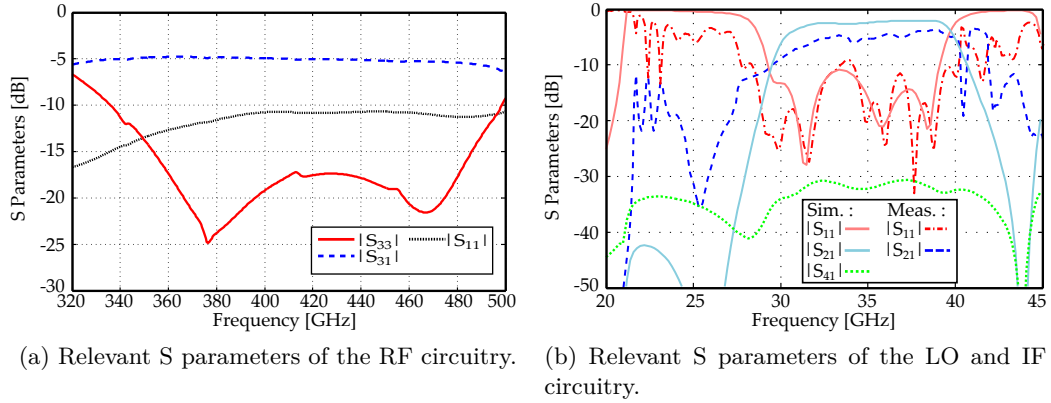 0
-5
-10
-15
-20
-25
-30
S Parameters [dB]
320 340 360 380 400 420 440 460 480 500
Frequency [GHz]
|S33|
|S31|
|S11|
(a) Relevant S parameters of the RF circuitry.
0
-10
-20
-30
-40
-50
S Parameters [dB]
20 25 30 35 40 45
Frequency [GHz]
Sim. : Meas. :
|S11| |S11|
|S21| |S21|
|S41|
(b) Relevant S parameters of the LO and IF
circuitry.